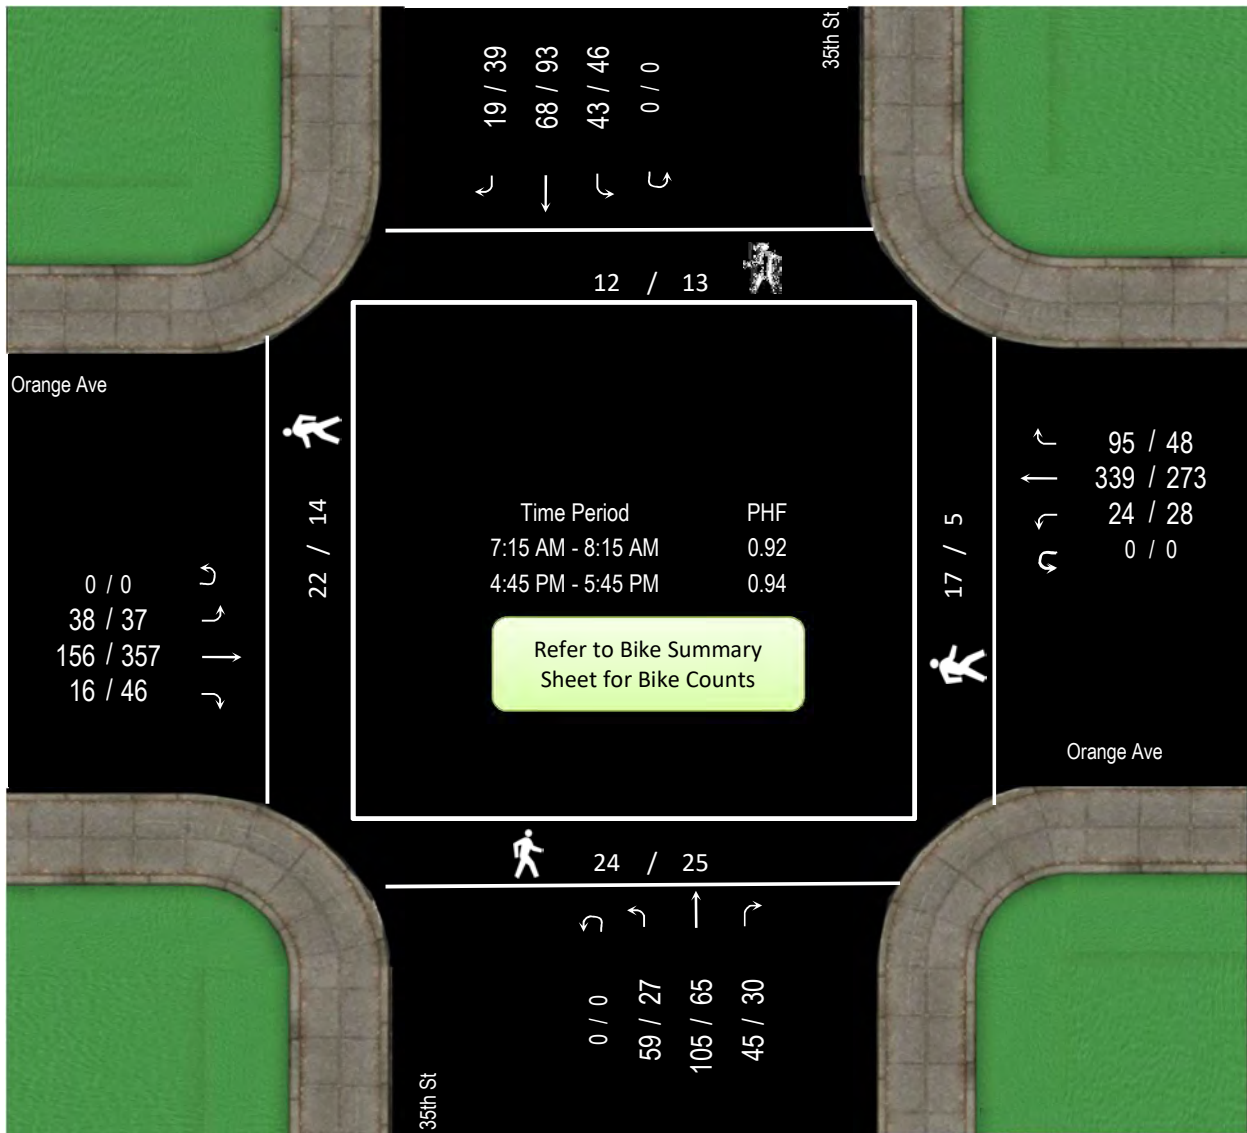 35th St
19 / 39
68 / 93
43 / 46
0 / 0
12 / 13
Orange Ave
22 / 14
0 / 0
38 / 37
156 / 357
16 / 46
Time Period PHF
7:15 AM - 8:15 AM 0.92
4:45 PM - 5:45 PM 0.94
Refer to Bike Summary
Sheet for Bike Counts
17 / 5
95 / 48
339 / 273
24 / 28
0 / 0
Orange Ave
24 / 25
0 / 0
59 / 27
105 / 65
45 / 30
35th St